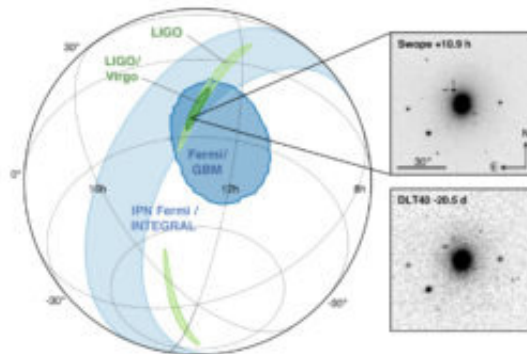 LIGO
LIGO/
Virgo
Fermi/
GBM
IPN Fermi /
INTEGRAL
30°
30°
0°
-30°
-30°
16h
12h
8h
Swope +10.9 h
30"
N
E
DLT40 -20.5 d